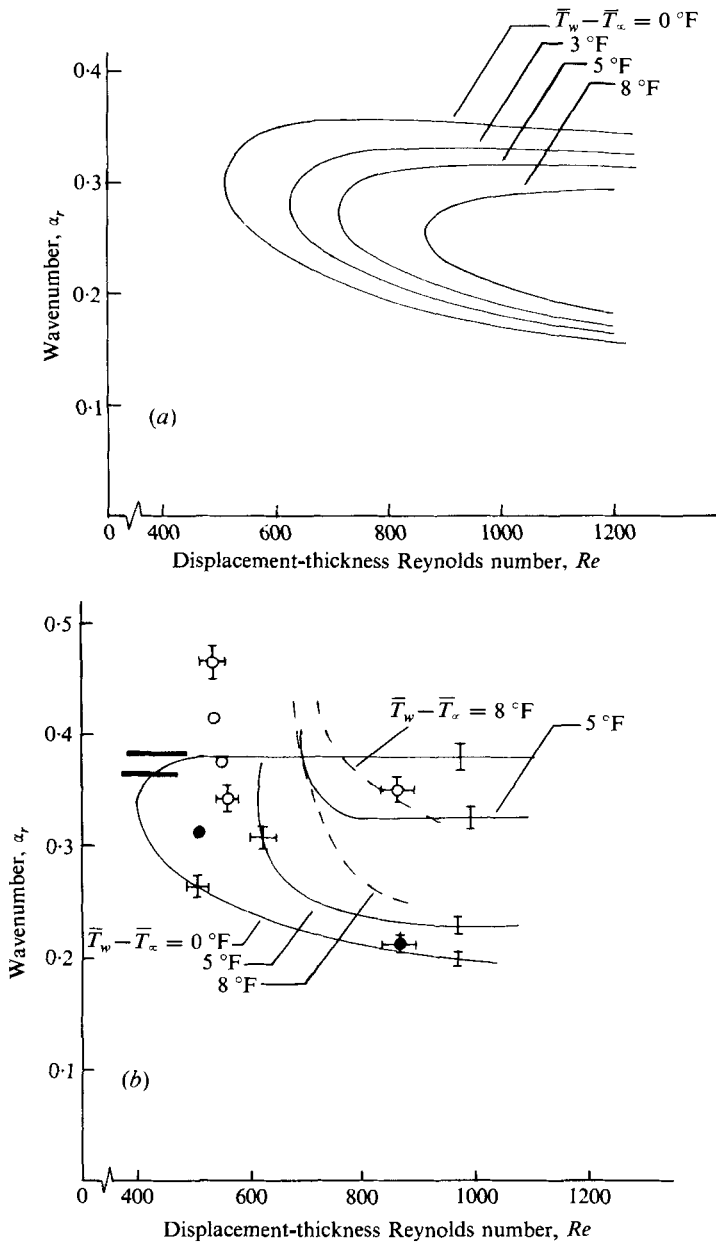 T̅w − T̅∝ = 0 °F
3 °F
5 °F
8 °F
0·4
0·3
0·2
0·1
Wavenumber, αr
(a)
0 400 600 800 1000 1200
Displacement-thickness Reynolds number, Re
0·5
0·4
0·3
0·2
0·1
Wavenumber, αr
T̅w − T̅∝ = 8 °F
5 °F
T̅w − T̅∝ = 0 °F
5 °F
8 °F
(b)
0 400 600 800 1000 1200
Displacement-thickness Reynolds number, Re